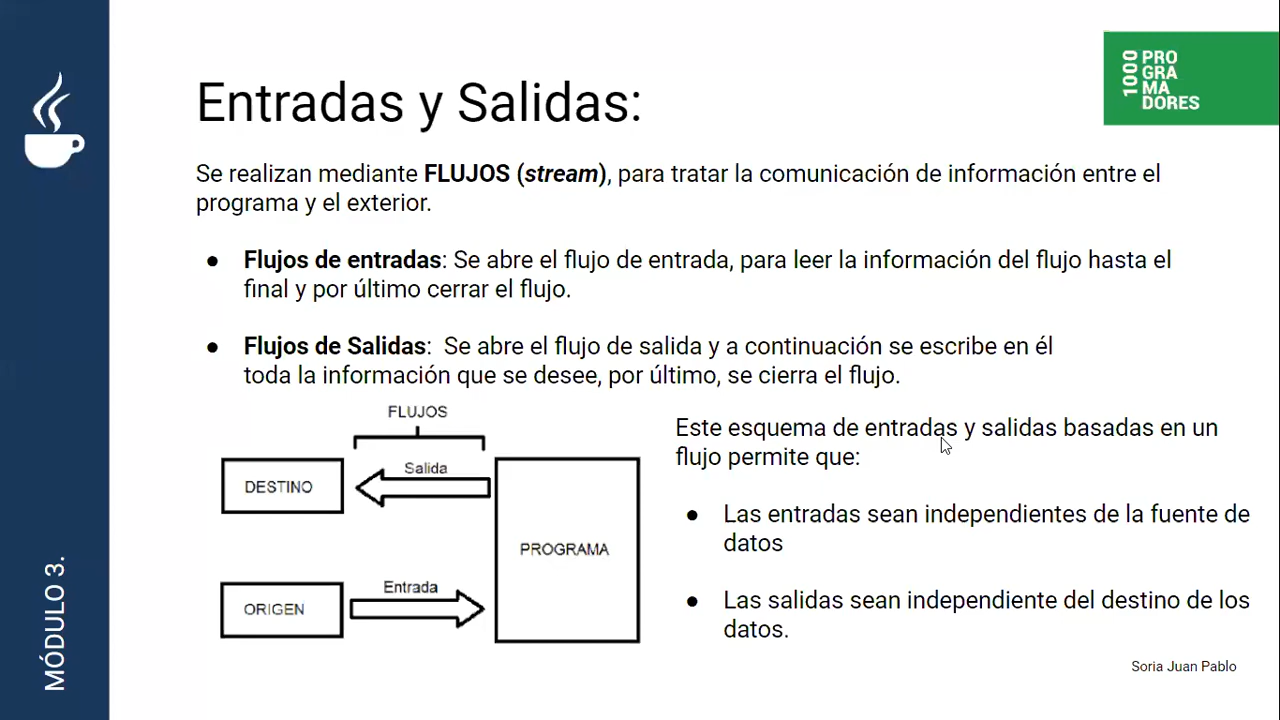 1000
PRO
GRA
MA
DORES
Entradas y Salidas:
Se realizan mediante FLUJOS (stream), para tratar la comunicación de información entre el
programa y el exterior.
● Flujos de entradas: Se abre el flujo de entrada, para leer la información del flujo hasta el
final y por último cerrar el flujo.
● Flujos de Salidas: Se abre el flujo de salida y a continuación se escribe en él
toda la información que se desee, por último, se cierra el flujo.
FLUJOS
Salida
DESTINO
PROGRAMA
Entrada
ORIGEN
Este esquema de entradas y salidas basadas en un
flujo permite que:
● Las entradas sean independientes de la fuente de
datos
● Las salidas sean independiente del destino de los
datos.
Soria Juan Pablo
MÓDULO 3.